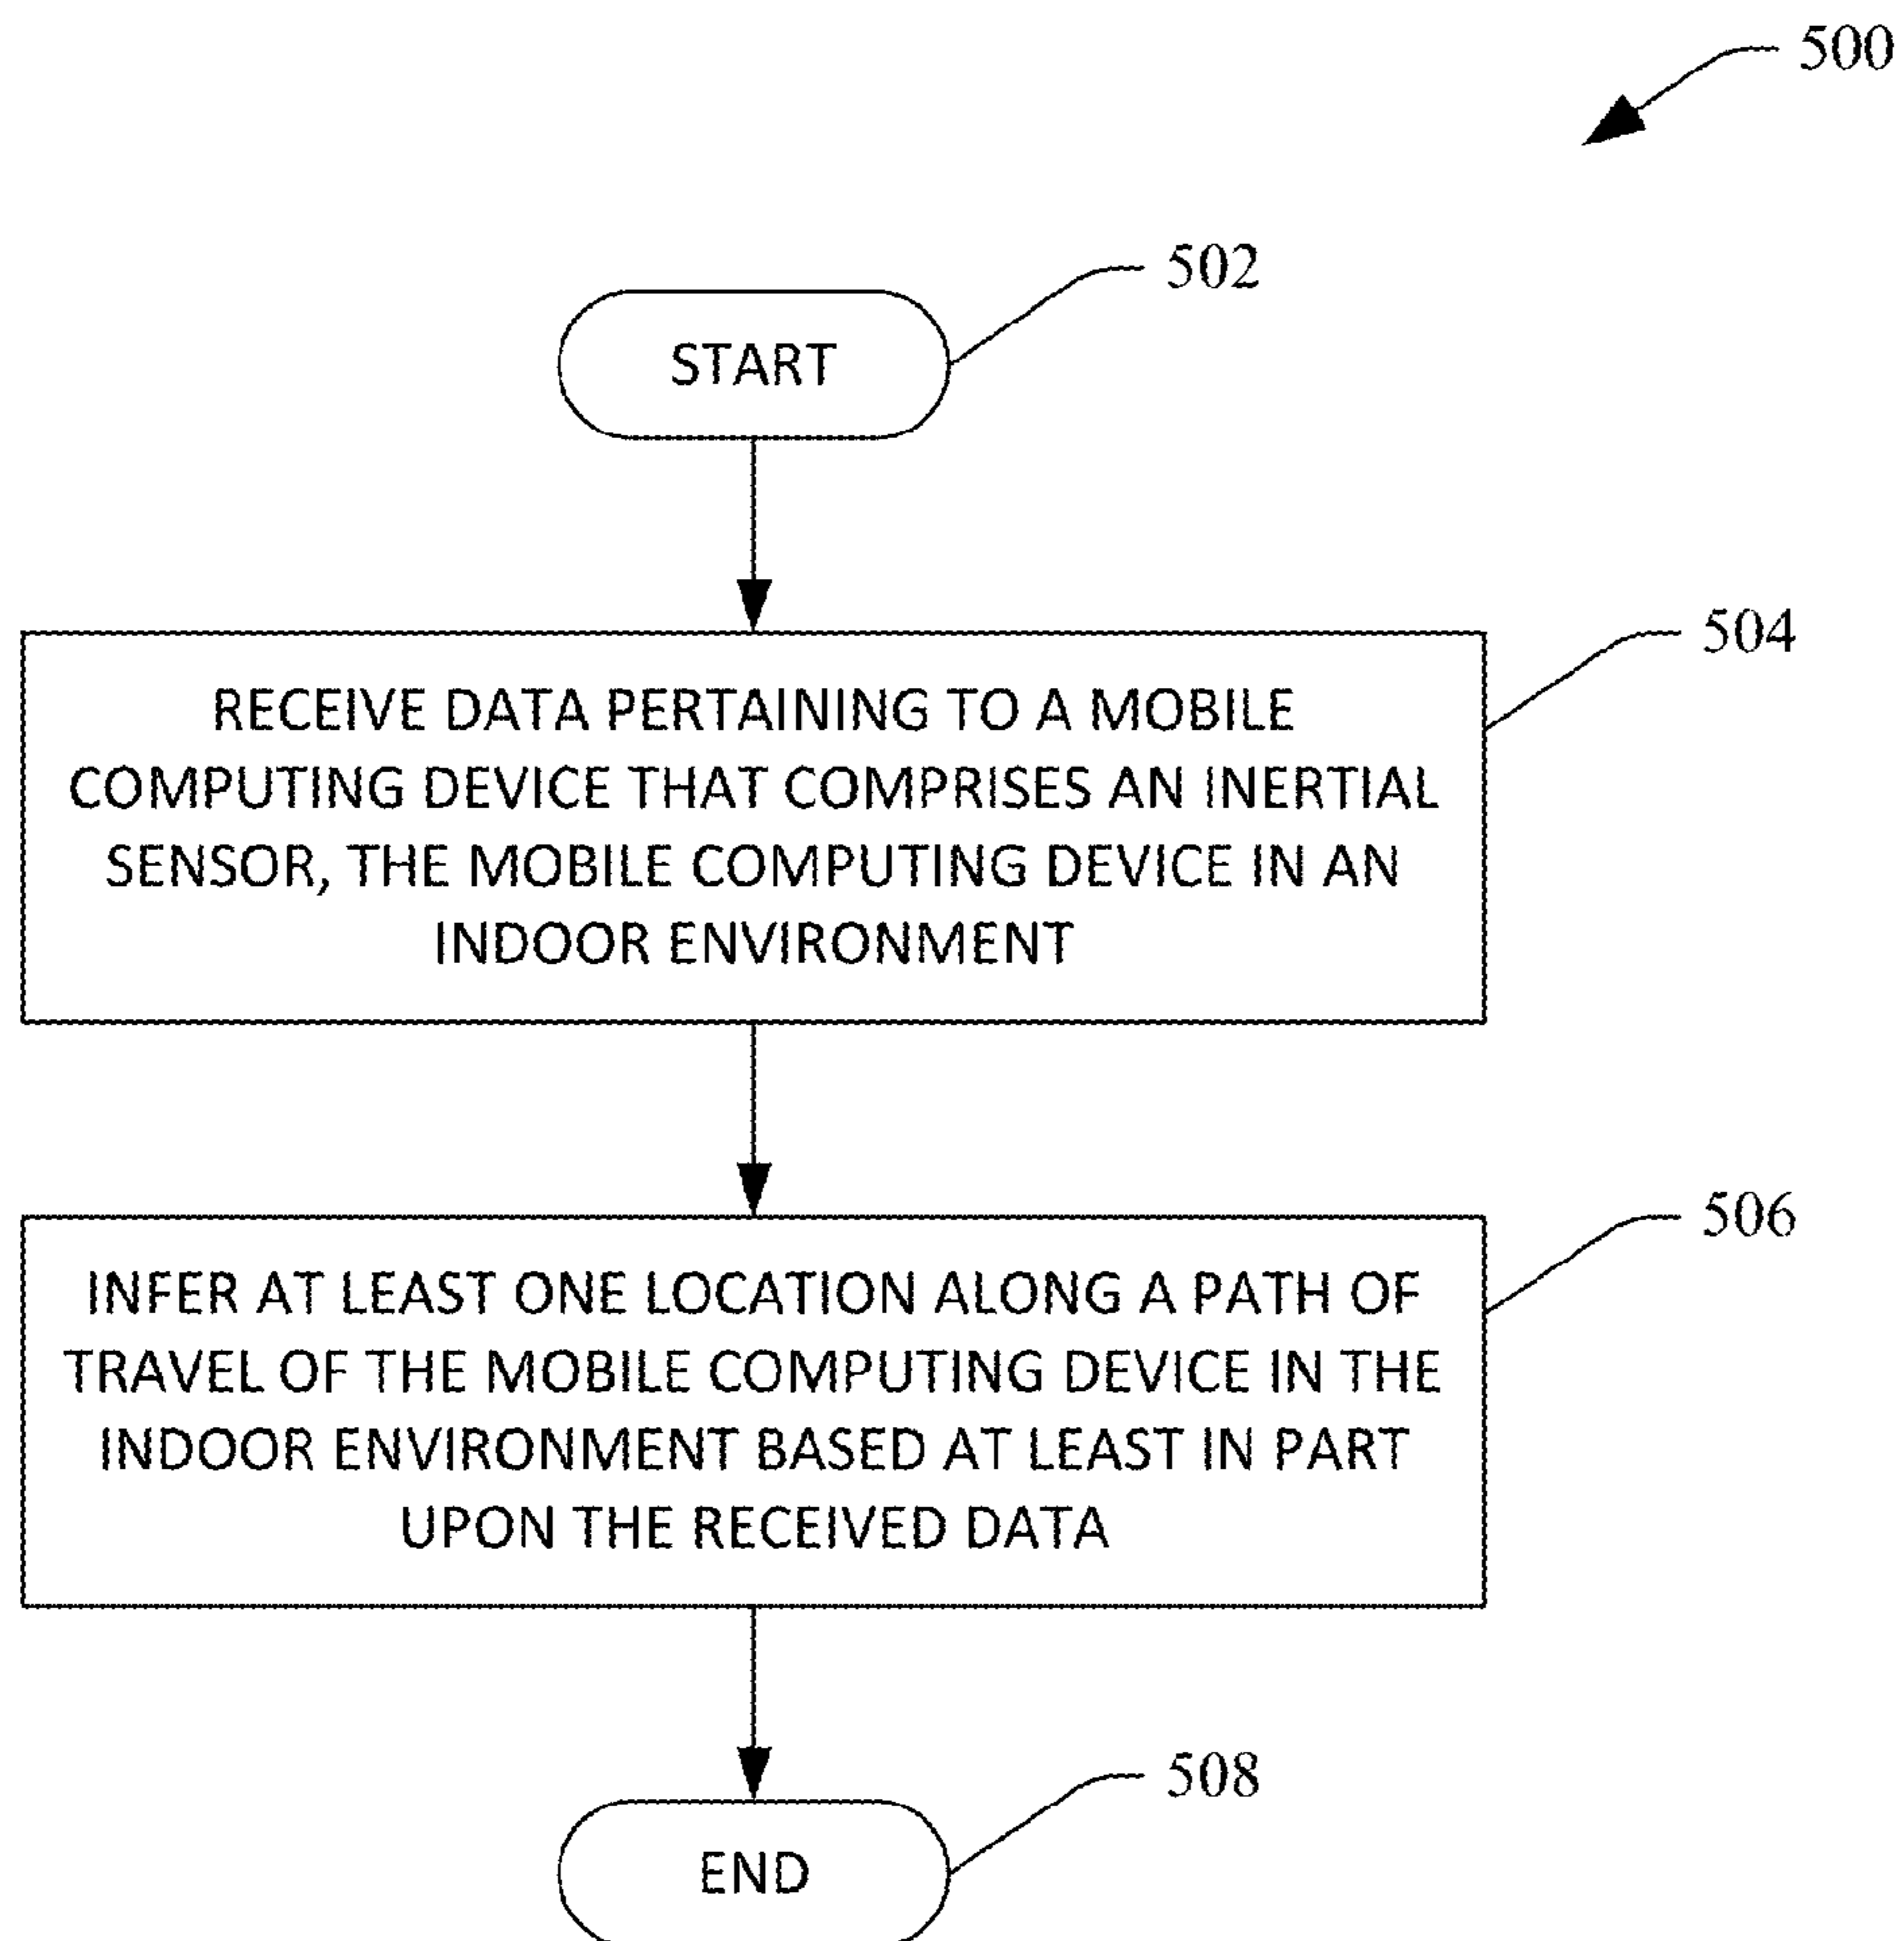 500
502
START
504
RECEIVE DATA PERTAINING TO A MOBILE
COMPUTING DEVICE THAT COMPRISES AN INERTIAL
SENSOR, THE MOBILE COMPUTING DEVICE IN AN
INDOOR ENVIRONMENT
506
INFER AT LEAST ONE LOCATION ALONG A PATH OF
TRAVEL OF THE MOBILE COMPUTING DEVICE IN THE
INDOOR ENVIRONMENT BASED AT LEAST IN PART
UPON THE RECEIVED DATA
508
END